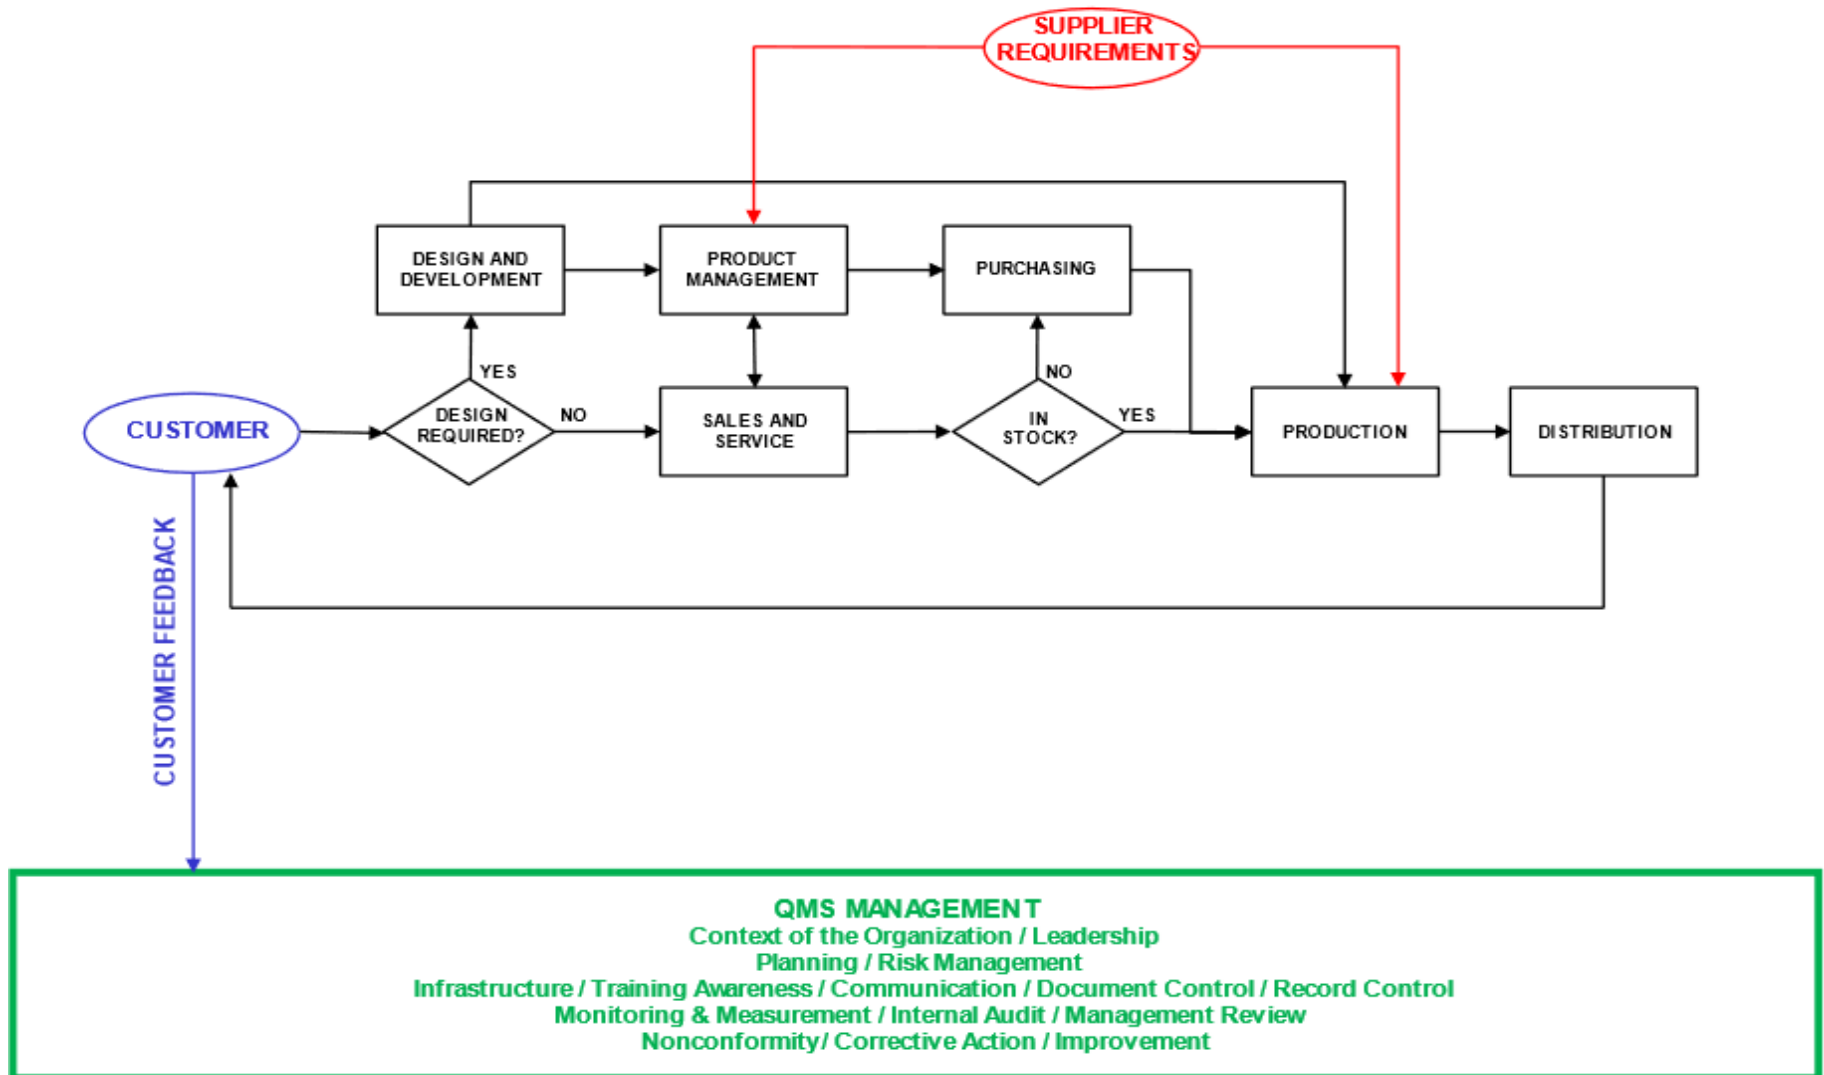 SUPPLIER
REQUIREMENTS
DESIGN AND
DEVELOPMENT
PRODUCT
MANAGEMENT
PURCHASING
YES
NO
CUSTOMER
DESIGN
REQUIRED?
NO
SALES AND
SERVICE
IN
STOCK?
YES
PRODUCTION
DISTRIBUTION
CUSTOMER FEEDBACK
QMS MANAGEMENT
Context of the Organization / Leadership
Planning / Risk Management
Infrastructure / Training Awareness / Communication / Document Control / Record Control
Monitoring & Measurement / Internal Audit / Management Review
Nonconformity/ Corrective Action / Improvement